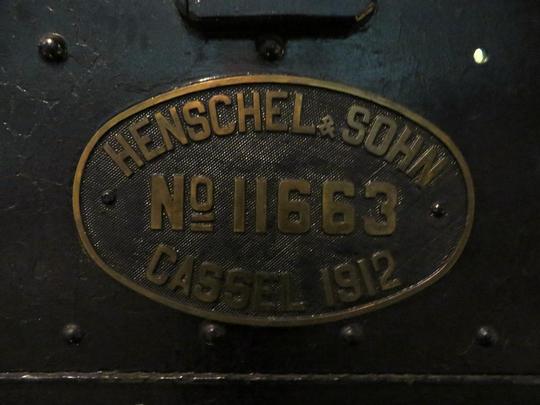 HENSCHEL & SOHN
No 11663
CASSEL 1912